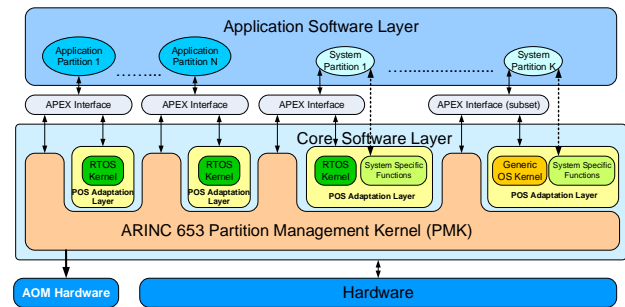 Application Software Layer
Application
Partition 1
Application
Partition N
System
Partition 1
System
Partition K
APEX Interface
APEX Interface
APEX Interface
APEX Interface (subset)
Core Software Layer
RTOS
Kernel
POS Adaptation
Layer
RTOS
Kernel
POS Adaptation
Layer
RTOS
Kernel
System Specific
Functions
POS Adaptation Layer
Generic
OS Kernel
System Specific
Functions
POS Adaptation Layer
ARINC 653 Partition Management Kernel (PMK)
AOM Hardware
Hardware